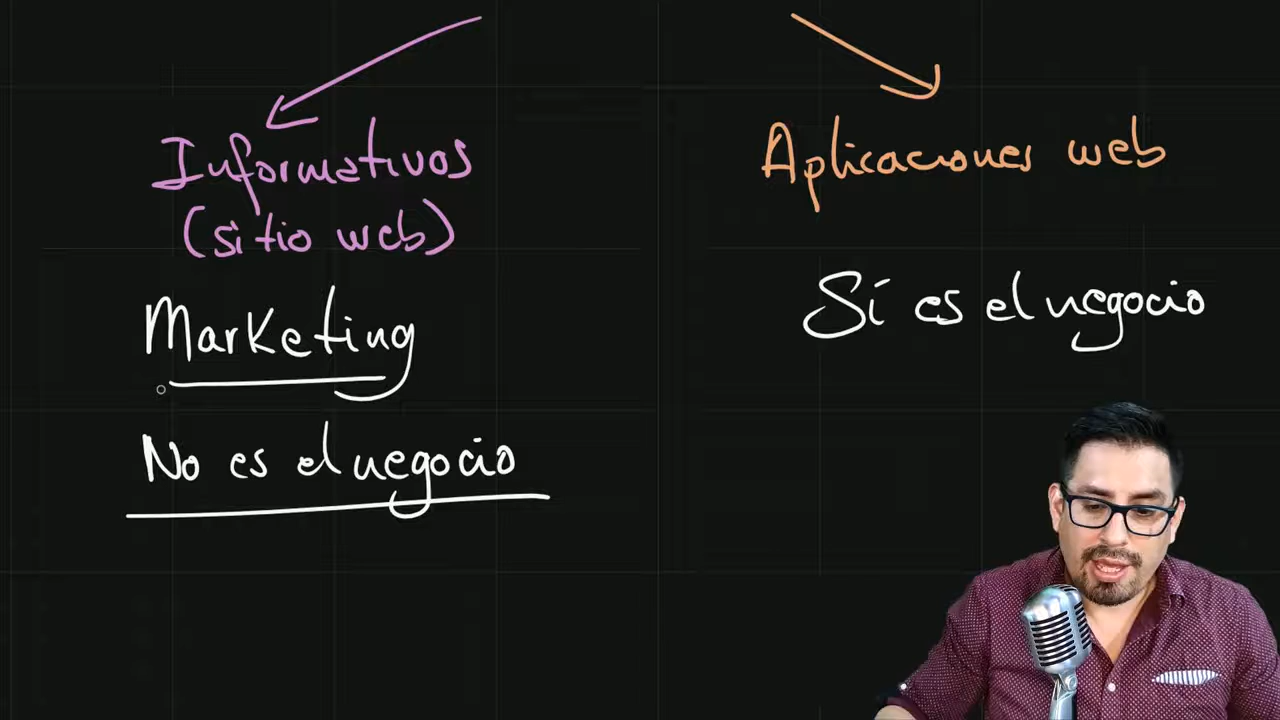 Informativos
(sitio web)
Marketing
No es el negocio
Aplicaciones web
Sí es el negocio